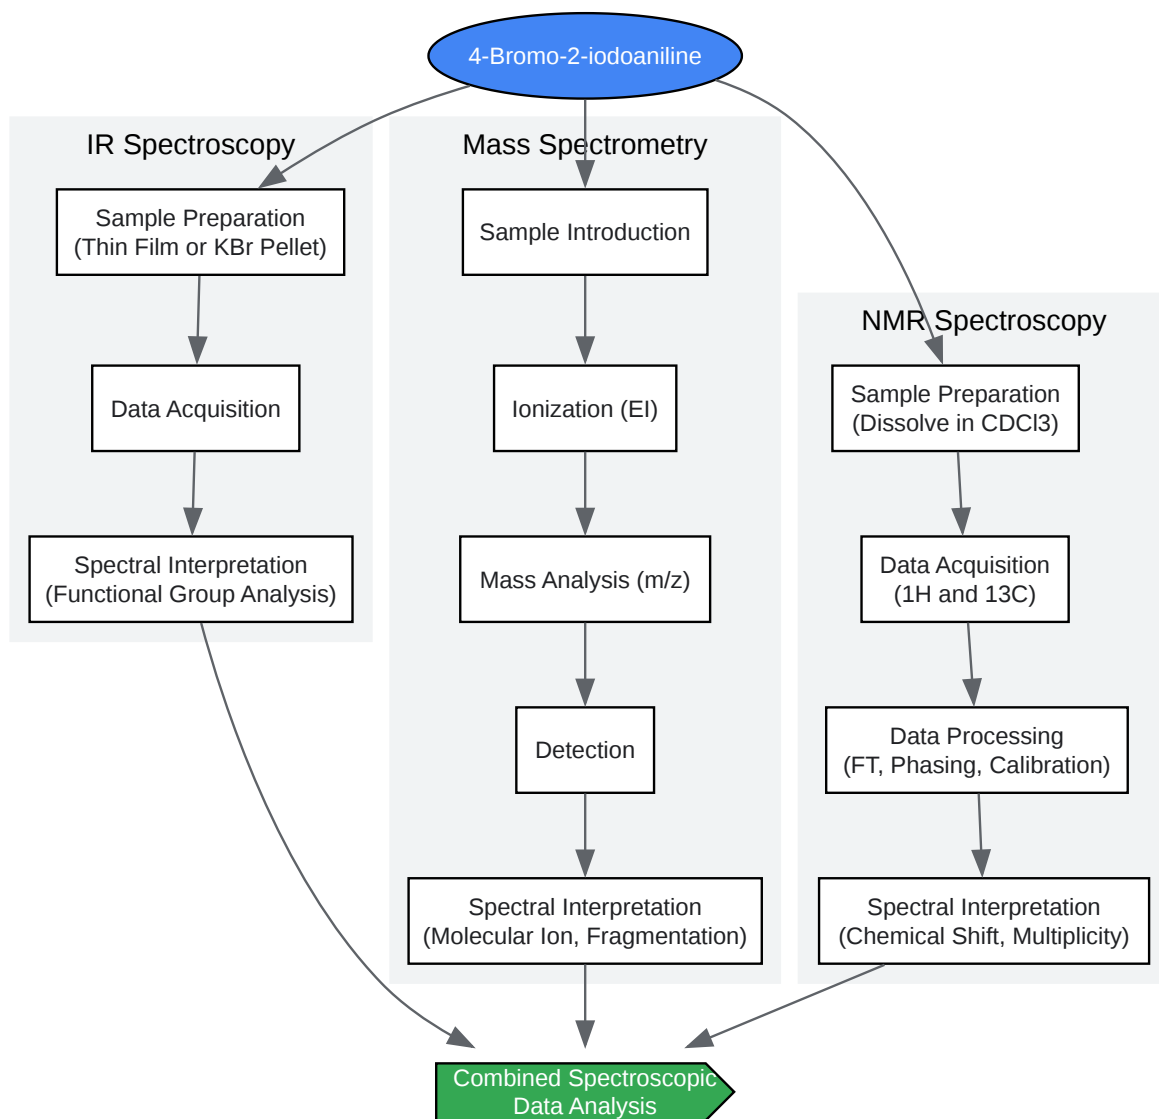 4-Bromo-2-iodoaniline
IR Spectroscopy
Sample Preparation
(Thin Film or KBr Pellet)
Data Acquisition
Spectral Interpretation
(Functional Group Analysis)
Mass Spectrometry
Sample Introduction
Ionization (EI)
Mass Analysis (m/z)
Detection
Spectral Interpretation
(Molecular Ion, Fragmentation)
NMR Spectroscopy
Sample Preparation
(Dissolve in CDCl3)
Data Acquisition
(1H and 13C)
Data Processing
(FT, Phasing, Calibration)
Spectral Interpretation
(Chemical Shift, Multiplicity)
Combined Spectroscopic
Data Analysis